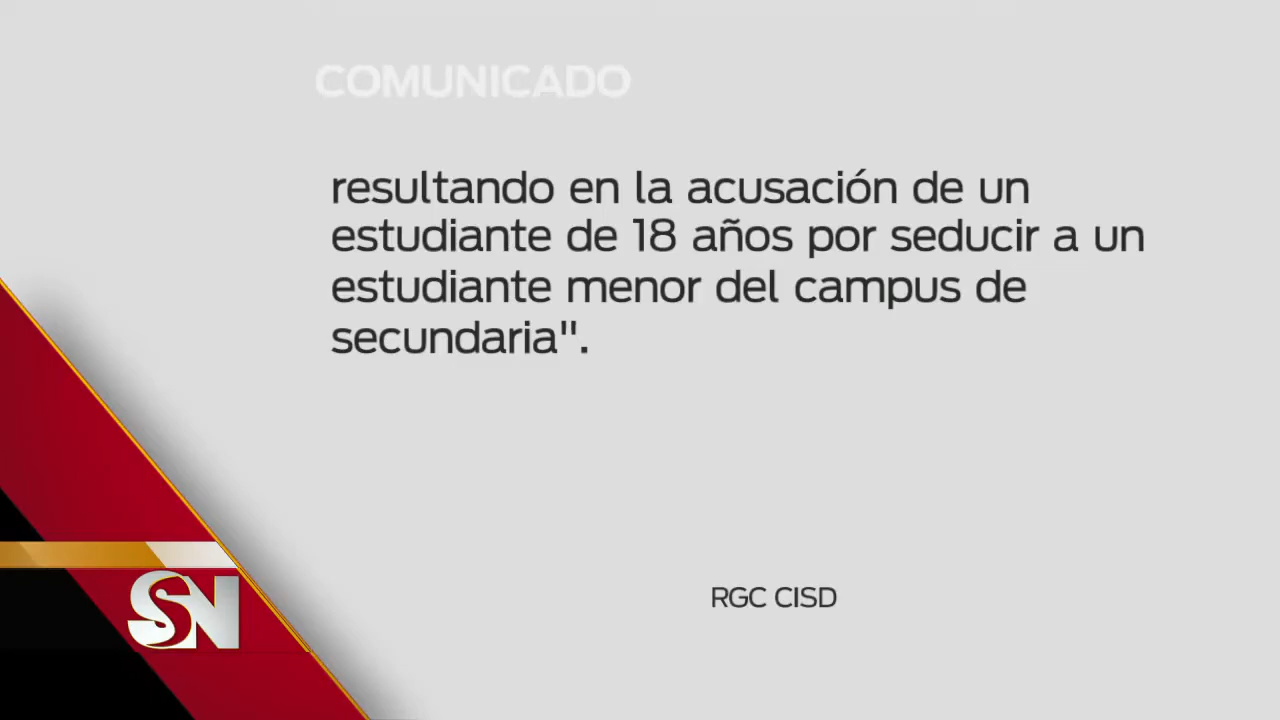 COMUNICADO
resultando en la acusación de un
estudiante de 18 años por seducir a un
estudiante menor del campus de
secundaria".
RGC CISD
SN